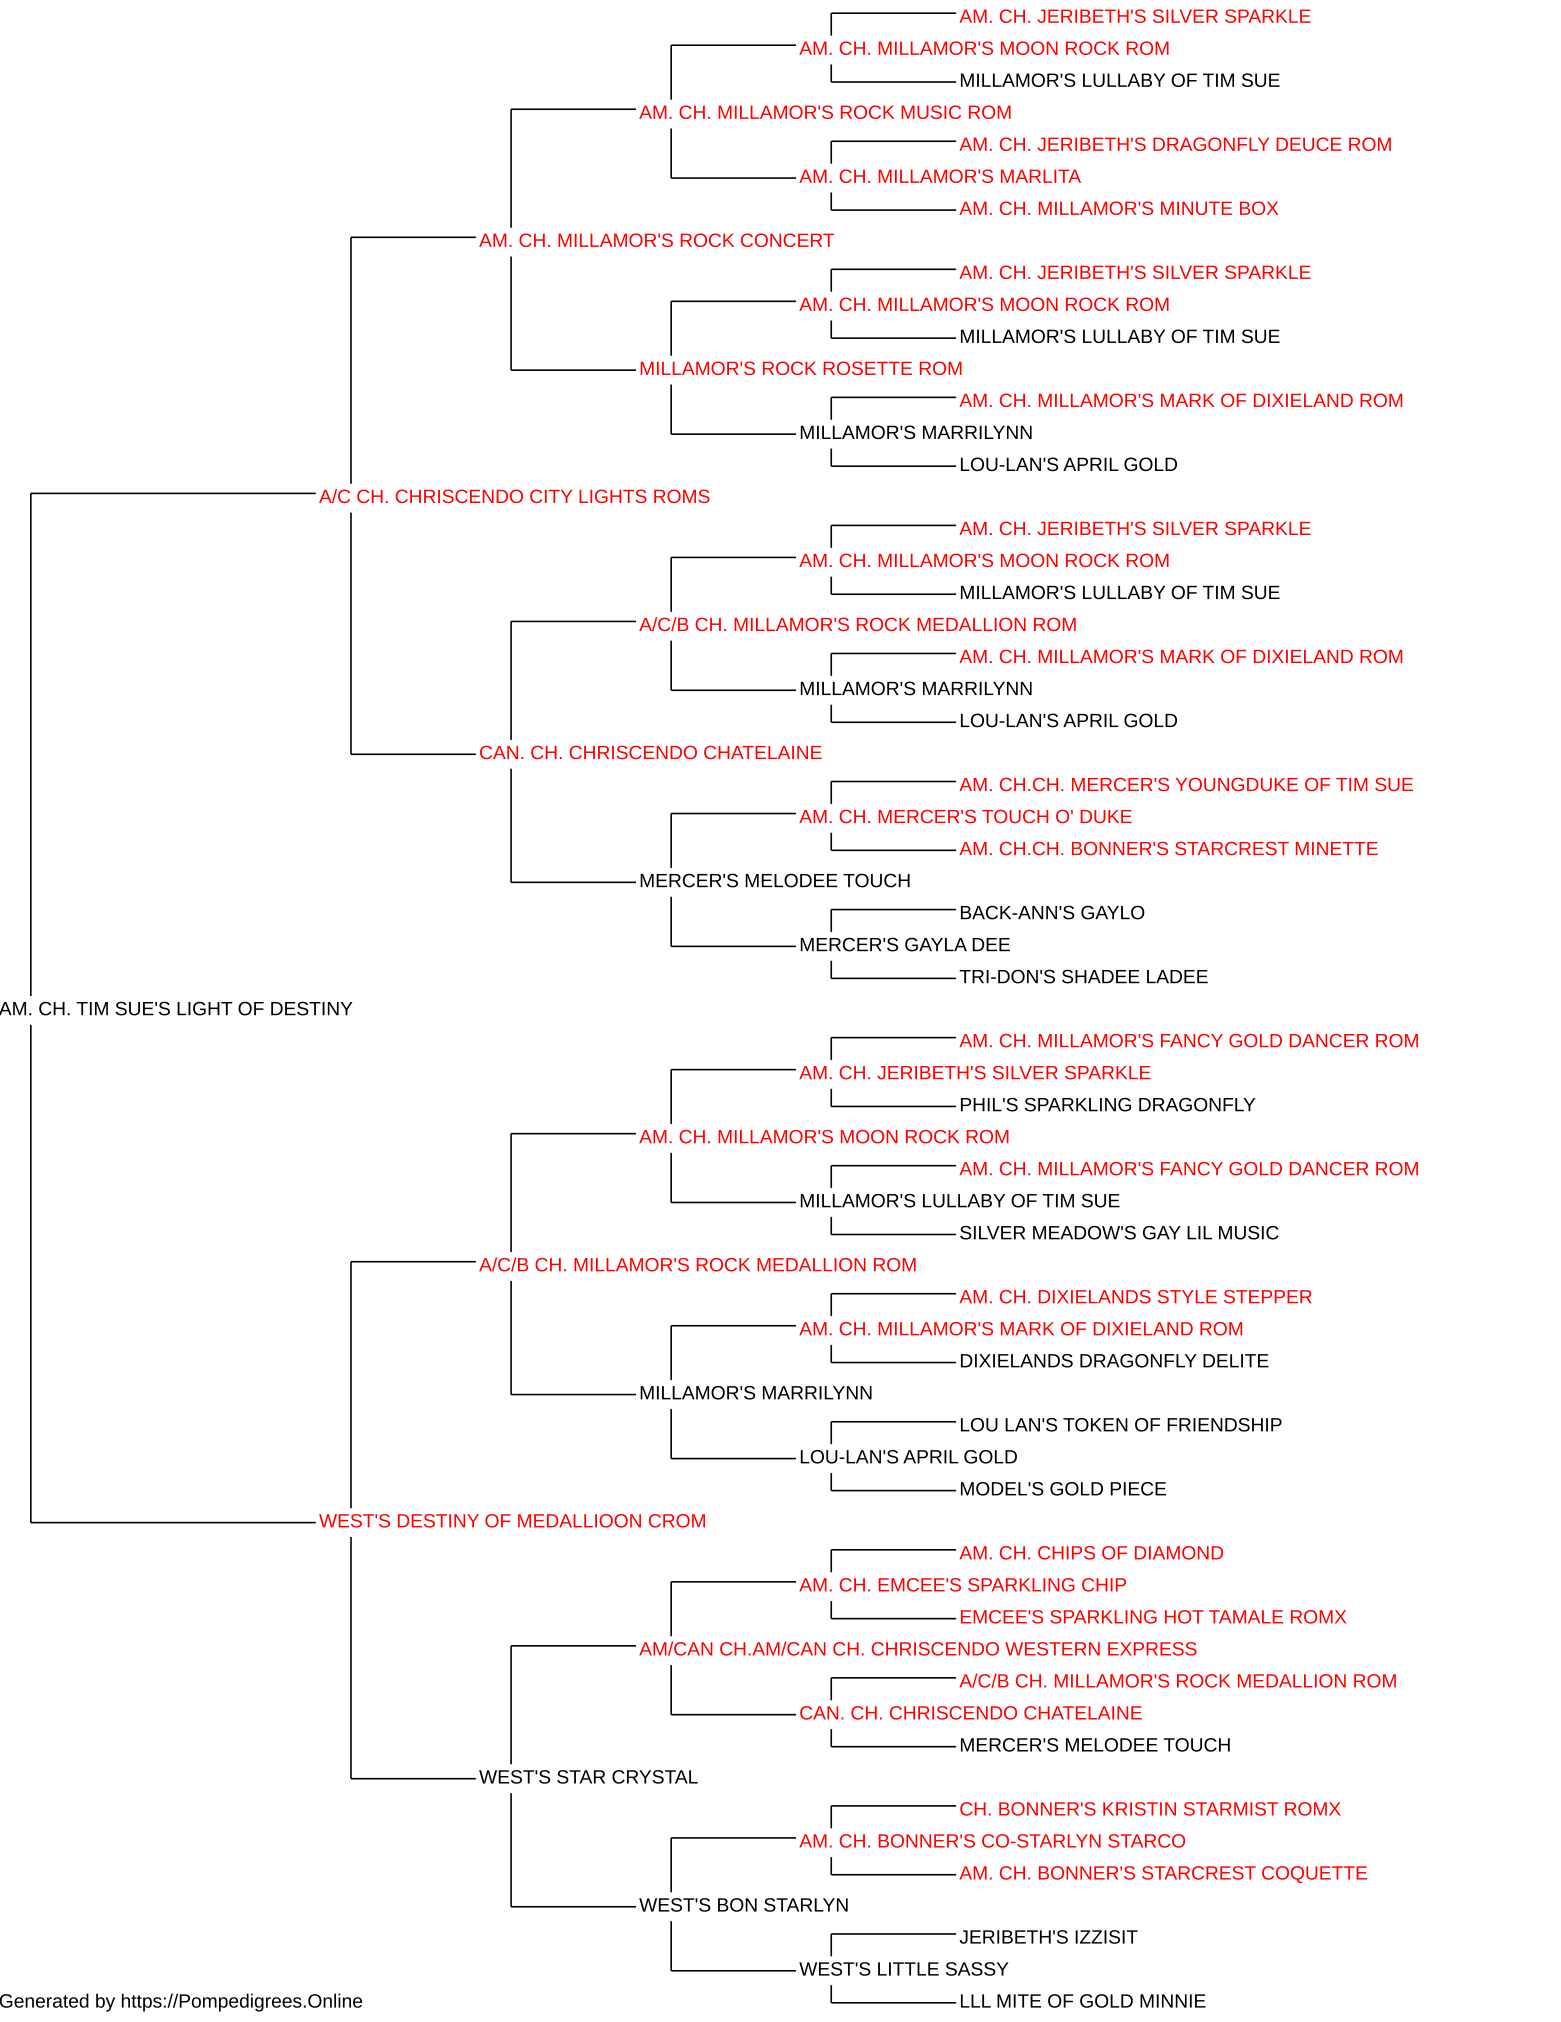 AM. CH. JERIBETH'S SILVER SPARKLE
AM. CH. MILLAMOR'S MOON ROCK ROM
MILLAMOR'S LULLABY OF TIM SUE
AM. CH. MILLAMOR'S ROCK MUSIC ROM
AM. CH. JERIBETH'S DRAGONFLY DEUCE ROM
AM. CH. MILLAMOR'S MARLITA
AM. CH. MILLAMOR'S MINUTE BOX
AM. CH. MILLAMOR'S ROCK CONCERT
AM. CH. JERIBETH'S SILVER SPARKLE
AM. CH. MILLAMOR'S MOON ROCK ROM
MILLAMOR'S LULLABY OF TIM SUE
MILLAMOR'S ROCK ROSETTE ROM
AM. CH. MILLAMOR'S MARK OF DIXIELAND ROM
MILLAMOR'S MARRILYNN
LOU-LAN'S APRIL GOLD
A/C CH. CHRISCENDO CITY LIGHTS ROMS
AM. CH. JERIBETH'S SILVER SPARKLE
AM. CH. MILLAMOR'S MOON ROCK ROM
MILLAMOR'S LULLABY OF TIM SUE
A/C/B CH. MILLAMOR'S ROCK MEDALLION ROM
AM. CH. MILLAMOR'S MARK OF DIXIELAND ROM
MILLAMOR'S MARRILYNN
LOU-LAN'S APRIL GOLD
CAN. CH. CHRISCENDO CHATELAINE
AM. CH.CH. MERCER'S YOUNGDUKE OF TIM SUE
AM. CH. MERCER'S TOUCH O' DUKE
AM. CH.CH. BONNER'S STARCREST MINETTE
MERCER'S MELODEE TOUCH
BACK-ANN'S GAYLO
MERCER'S GAYLA DEE
TRI-DON'S SHADEE LADEE
AM. CH. TIM SUE'S LIGHT OF DESTINY
AM. CH. MILLAMOR'S FANCY GOLD DANCER ROM
AM. CH. JERIBETH'S SILVER SPARKLE
PHIL'S SPARKLING DRAGONFLY
AM. CH. MILLAMOR'S MOON ROCK ROM
AM. CH. MILLAMOR'S FANCY GOLD DANCER ROM
MILLAMOR'S LULLABY OF TIM SUE
SILVER MEADOW'S GAY LIL MUSIC
A/C/B CH. MILLAMOR'S ROCK MEDALLION ROM
AM. CH. DIXIELANDS STYLE STEPPER
AM. CH. MILLAMOR'S MARK OF DIXIELAND ROM
DIXIELANDS DRAGONFLY DELITE
MILLAMOR'S MARRILYNN
LOU LAN'S TOKEN OF FRIENDSHIP
LOU-LAN'S APRIL GOLD
MODEL'S GOLD PIECE
WEST'S DESTINY OF MEDALLIOON CROM
AM. CH. CHIPS OF DIAMOND
AM. CH. EMCEE'S SPARKLING CHIP
EMCEE'S SPARKLING HOT TAMALE ROMX
AM/CAN CH.AM/CAN CH. CHRISCENDO WESTERN EXPRESS
A/C/B CH. MILLAMOR'S ROCK MEDALLION ROM
CAN. CH. CHRISCENDO CHATELAINE
MERCER'S MELODEE TOUCH
WEST'S STAR CRYSTAL
CH. BONNER'S KRISTIN STARMIST ROMX
AM. CH. BONNER'S CO-STARLYN STARCO
AM. CH. BONNER'S STARCREST COQUETTE
WEST'S BON STARLYN
JERIBETH'S IZZISIT
WEST'S LITTLE SASSY
LLL MITE OF GOLD MINNIE
Generated by https://Pompedigrees.Online